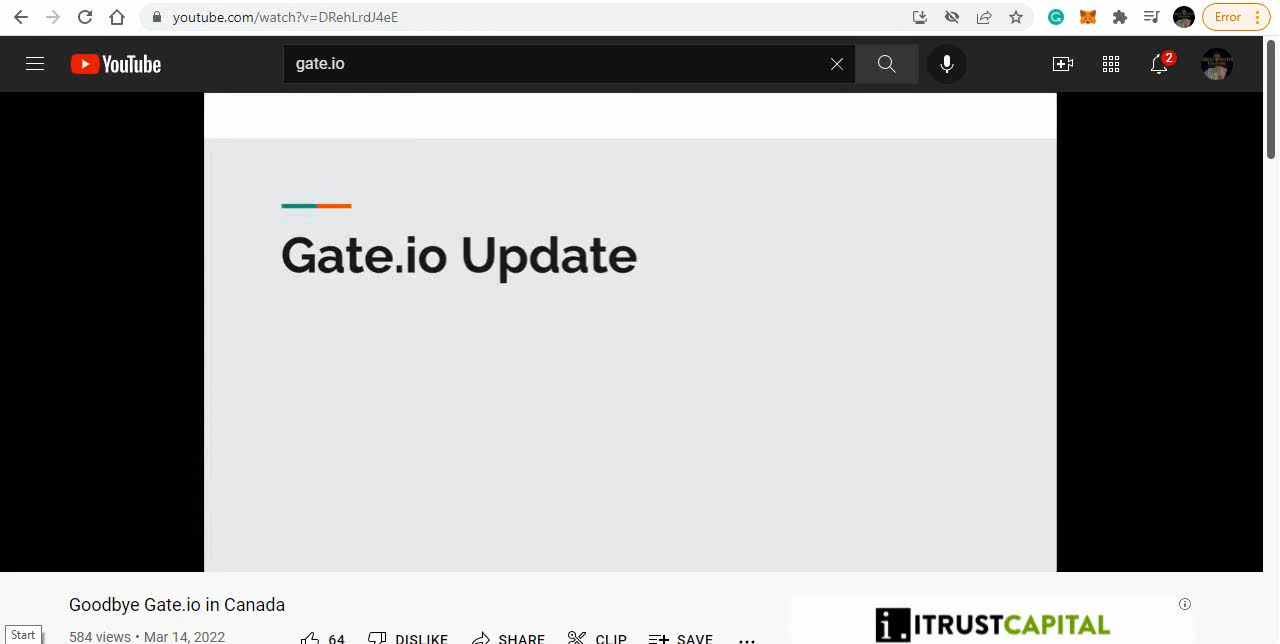 youtube.com/watch?v=DRehLrdJ4eE
Error
YouTube
gate.io
2
Gate.io Update
Goodbye Gate.io in Canada
584 views • Mar 14, 2022
64
DISLIKE
SHARE
CLIP
SAVE
i. ITRUSTCAPITAL
Start